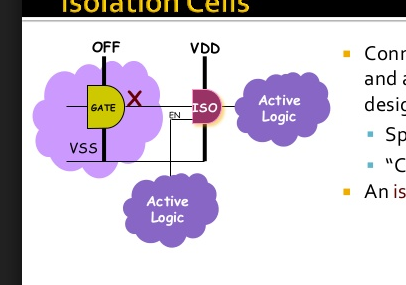 Isolation Cells
OFF
VDD
GATE
X
ISO
EN
VSS
Active
Logic
Active
Logic
Conn
and a
desig
Sp
“C
An is